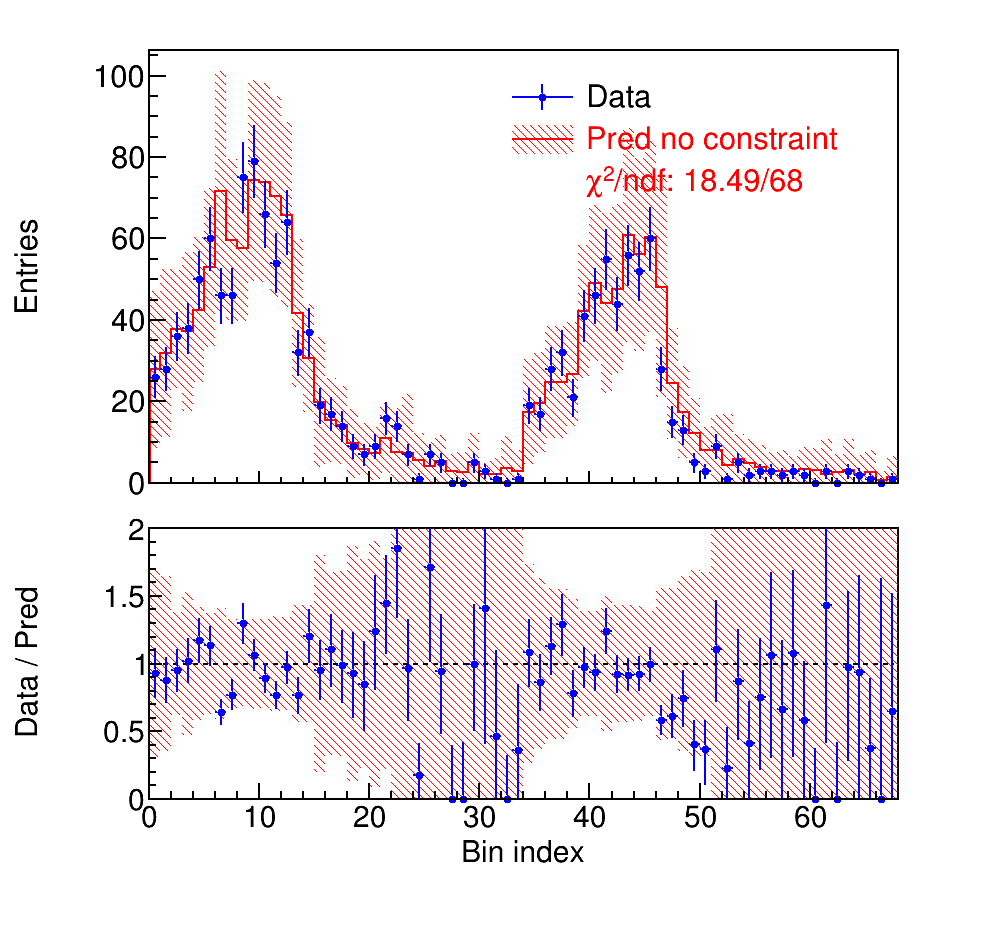 Entries
100
80
60
40
20
0
Data
Pred no constraint
χ²/ndf: 18.49/68
Data / Pred
2
1.5
1
0.5
0
0 10 20 30 40 50 60
Bin index